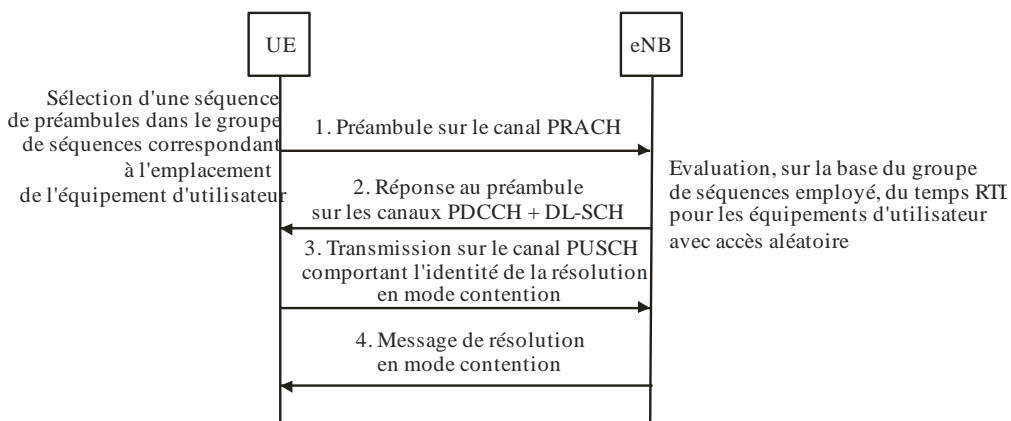 UE
eNB
Sélection d'une séquence
de préambules dans le groupe
de séquences correspondant
à l'emplacement
de l'équipement d'utilisateur
1. Préambule sur le canal PRACH
2. Réponse au préambule
sur les canaux PDCCH + DL-SCH
3. Transmission sur le canal PUSCH
comportant l'identité de la résolution
en mode contention
4. Message de résolution
en mode contention
Evaluation, sur la base du groupe
de séquences employé, du temps RTT
pour les équipements d'utilisateur
avec accès aléatoire